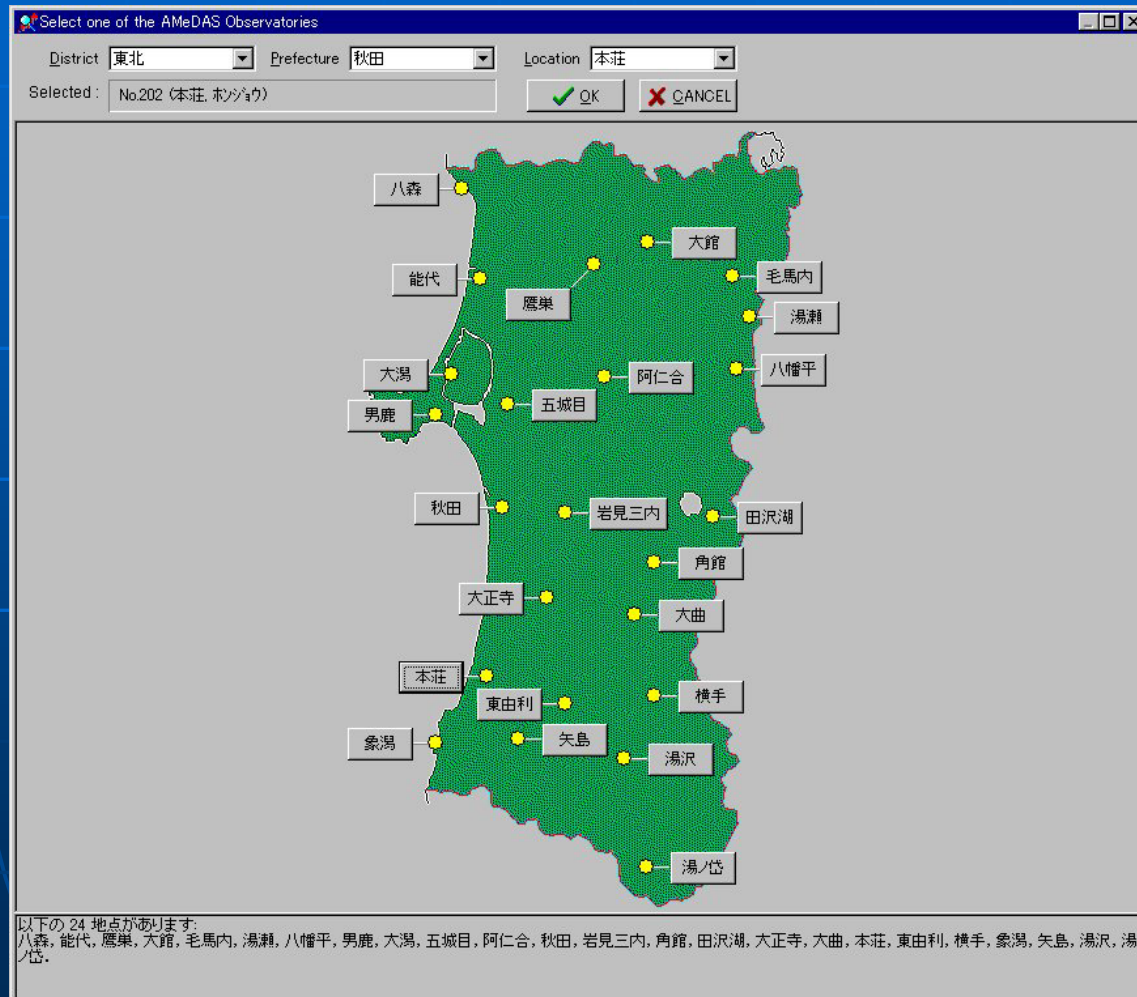 Select one of the AMeDAS Observatories
District 東北 Prefecture 秋田 Location 本荘
Selected : No.202 (本荘, ホンジョウ) OK CANCEL
八森
大館
能代
毛馬内
鷹巣
湯瀬
大潟
阿仁合
八幡平
男鹿
五城目
秋田
岩見三内
田沢湖
角館
大正寺
大曲
本荘
東由利
横手
象潟
矢島
湯沢
湯ノ岱
以下の 24 地点があります:
八森, 能代, 鷹巣, 大館, 毛馬内, 湯瀬, 八幡平, 男鹿, 大潟, 五城目, 阿仁合, 秋田, 岩見三内, 角館, 田沢湖, 大正寺, 大曲, 本荘, 東由利, 横手, 象潟, 矢島, 湯沢, 湯
ノ岱.